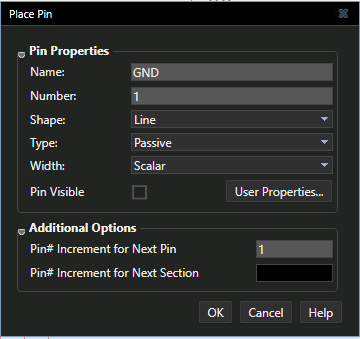 Place Pin
Pin Properties
Name: GND
Number: 1
Shape: Line
Type: Passive
Width: Scalar
Pin Visible User Properties...
Additional Options
Pin# Increment for Next Pin 1
Pin# Increment for Next Section
OK Cancel Help